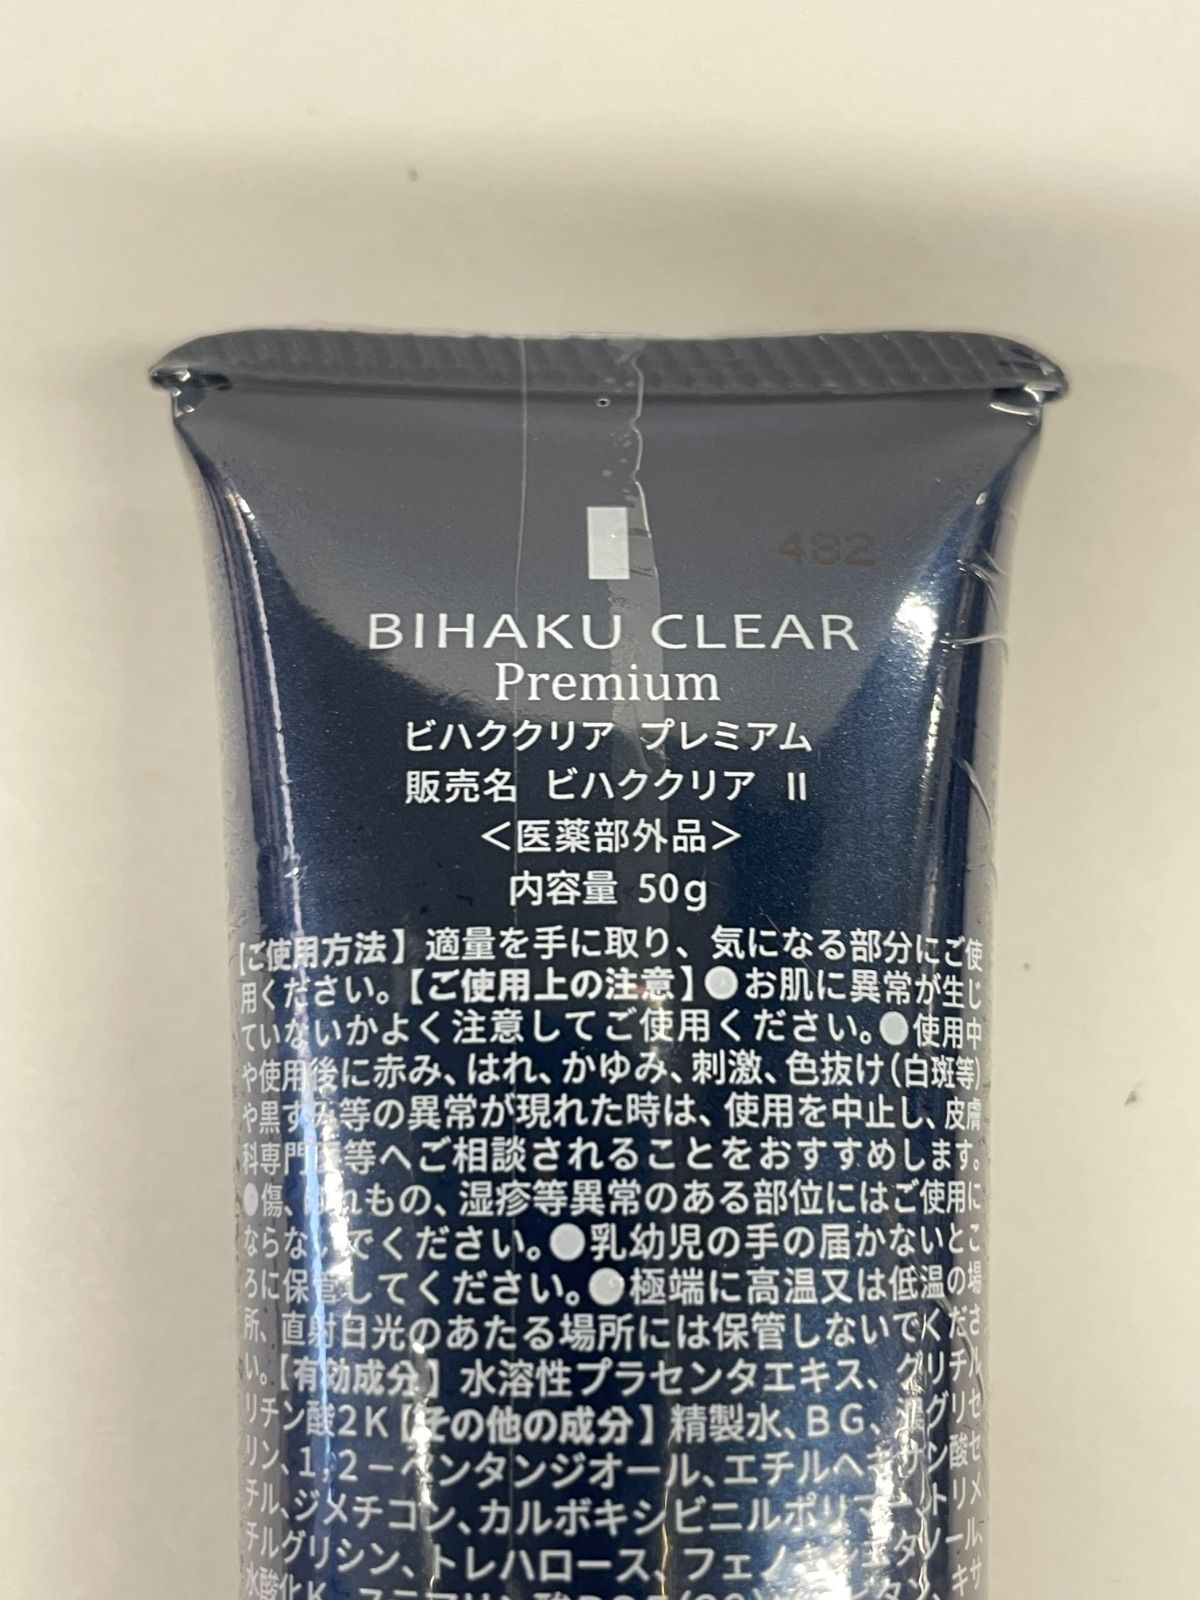 482
BIHAKU CLEAR
Premium
ビハククリア プレミアム
販売名 ビハククリア II
＜医薬部外品＞
内容量 50g
【ご使用方法】適量を手に取り、気になる部分にご使
用ください。【ご使用上の注意】●お肌に異常が生じ
ていないかよく注意してご使用ください。●使用中
や使用後に赤み、はれ、かゆみ、刺激、色抜け(白斑等)
や黒ずみ等の異常が現れた時は、使用を中止し、皮膚
科専門医等へご相談されることをおすすめします。
●傷、はれもの、湿疹等異常のある部位にはご使用に
ならないでください。●乳幼児の手の届かないとこ
ろに保管してください。●極端に高温又は低温の場
所、直射日光のあたる場所には保管しないでくださ
い。【有効成分】水溶性プラセンタエキス、グリチル
リチン酸2K【その他の成分】精製水、BG、濃グリセ
リン、1,2－ペンタンジオール、エチルヘキサン酸セ
チル、ジメチコン、カルボキシビニルポリマー、トリメ
チルグリシン、トレハロース、フェノキシエタノール、
水酸化K、ステアリン酸